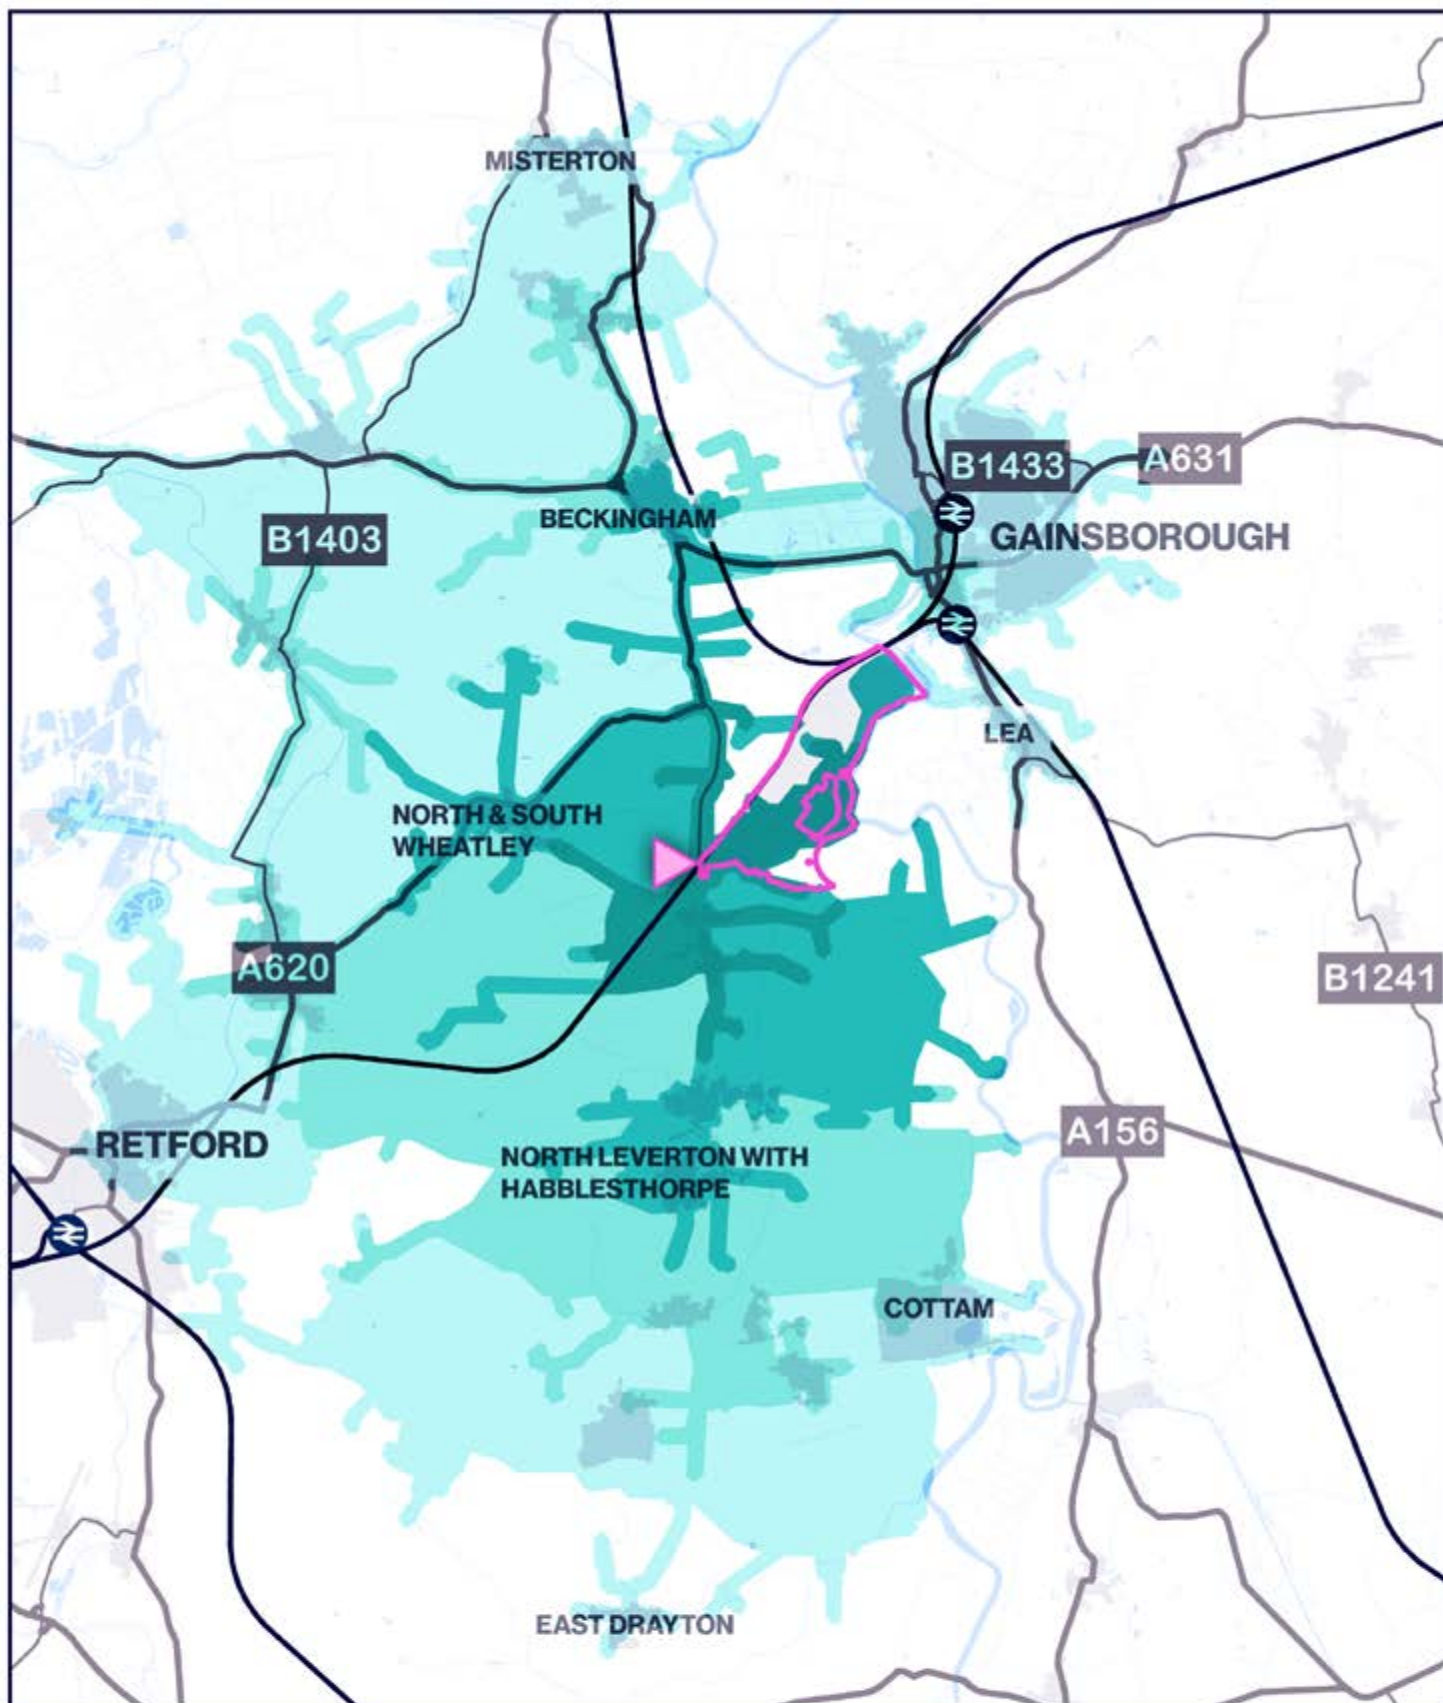 MISTERTON
B1433
A631
BECKINGHAM
B1403
GAINSBOROUGH
LEA
NORTH & SOUTH
WHEATLEY
A620
B1241
A156
RETFORD
NORTH LEVERTON WITH
HABBLESTHORPE
COTTAM
EAST DRAYTON